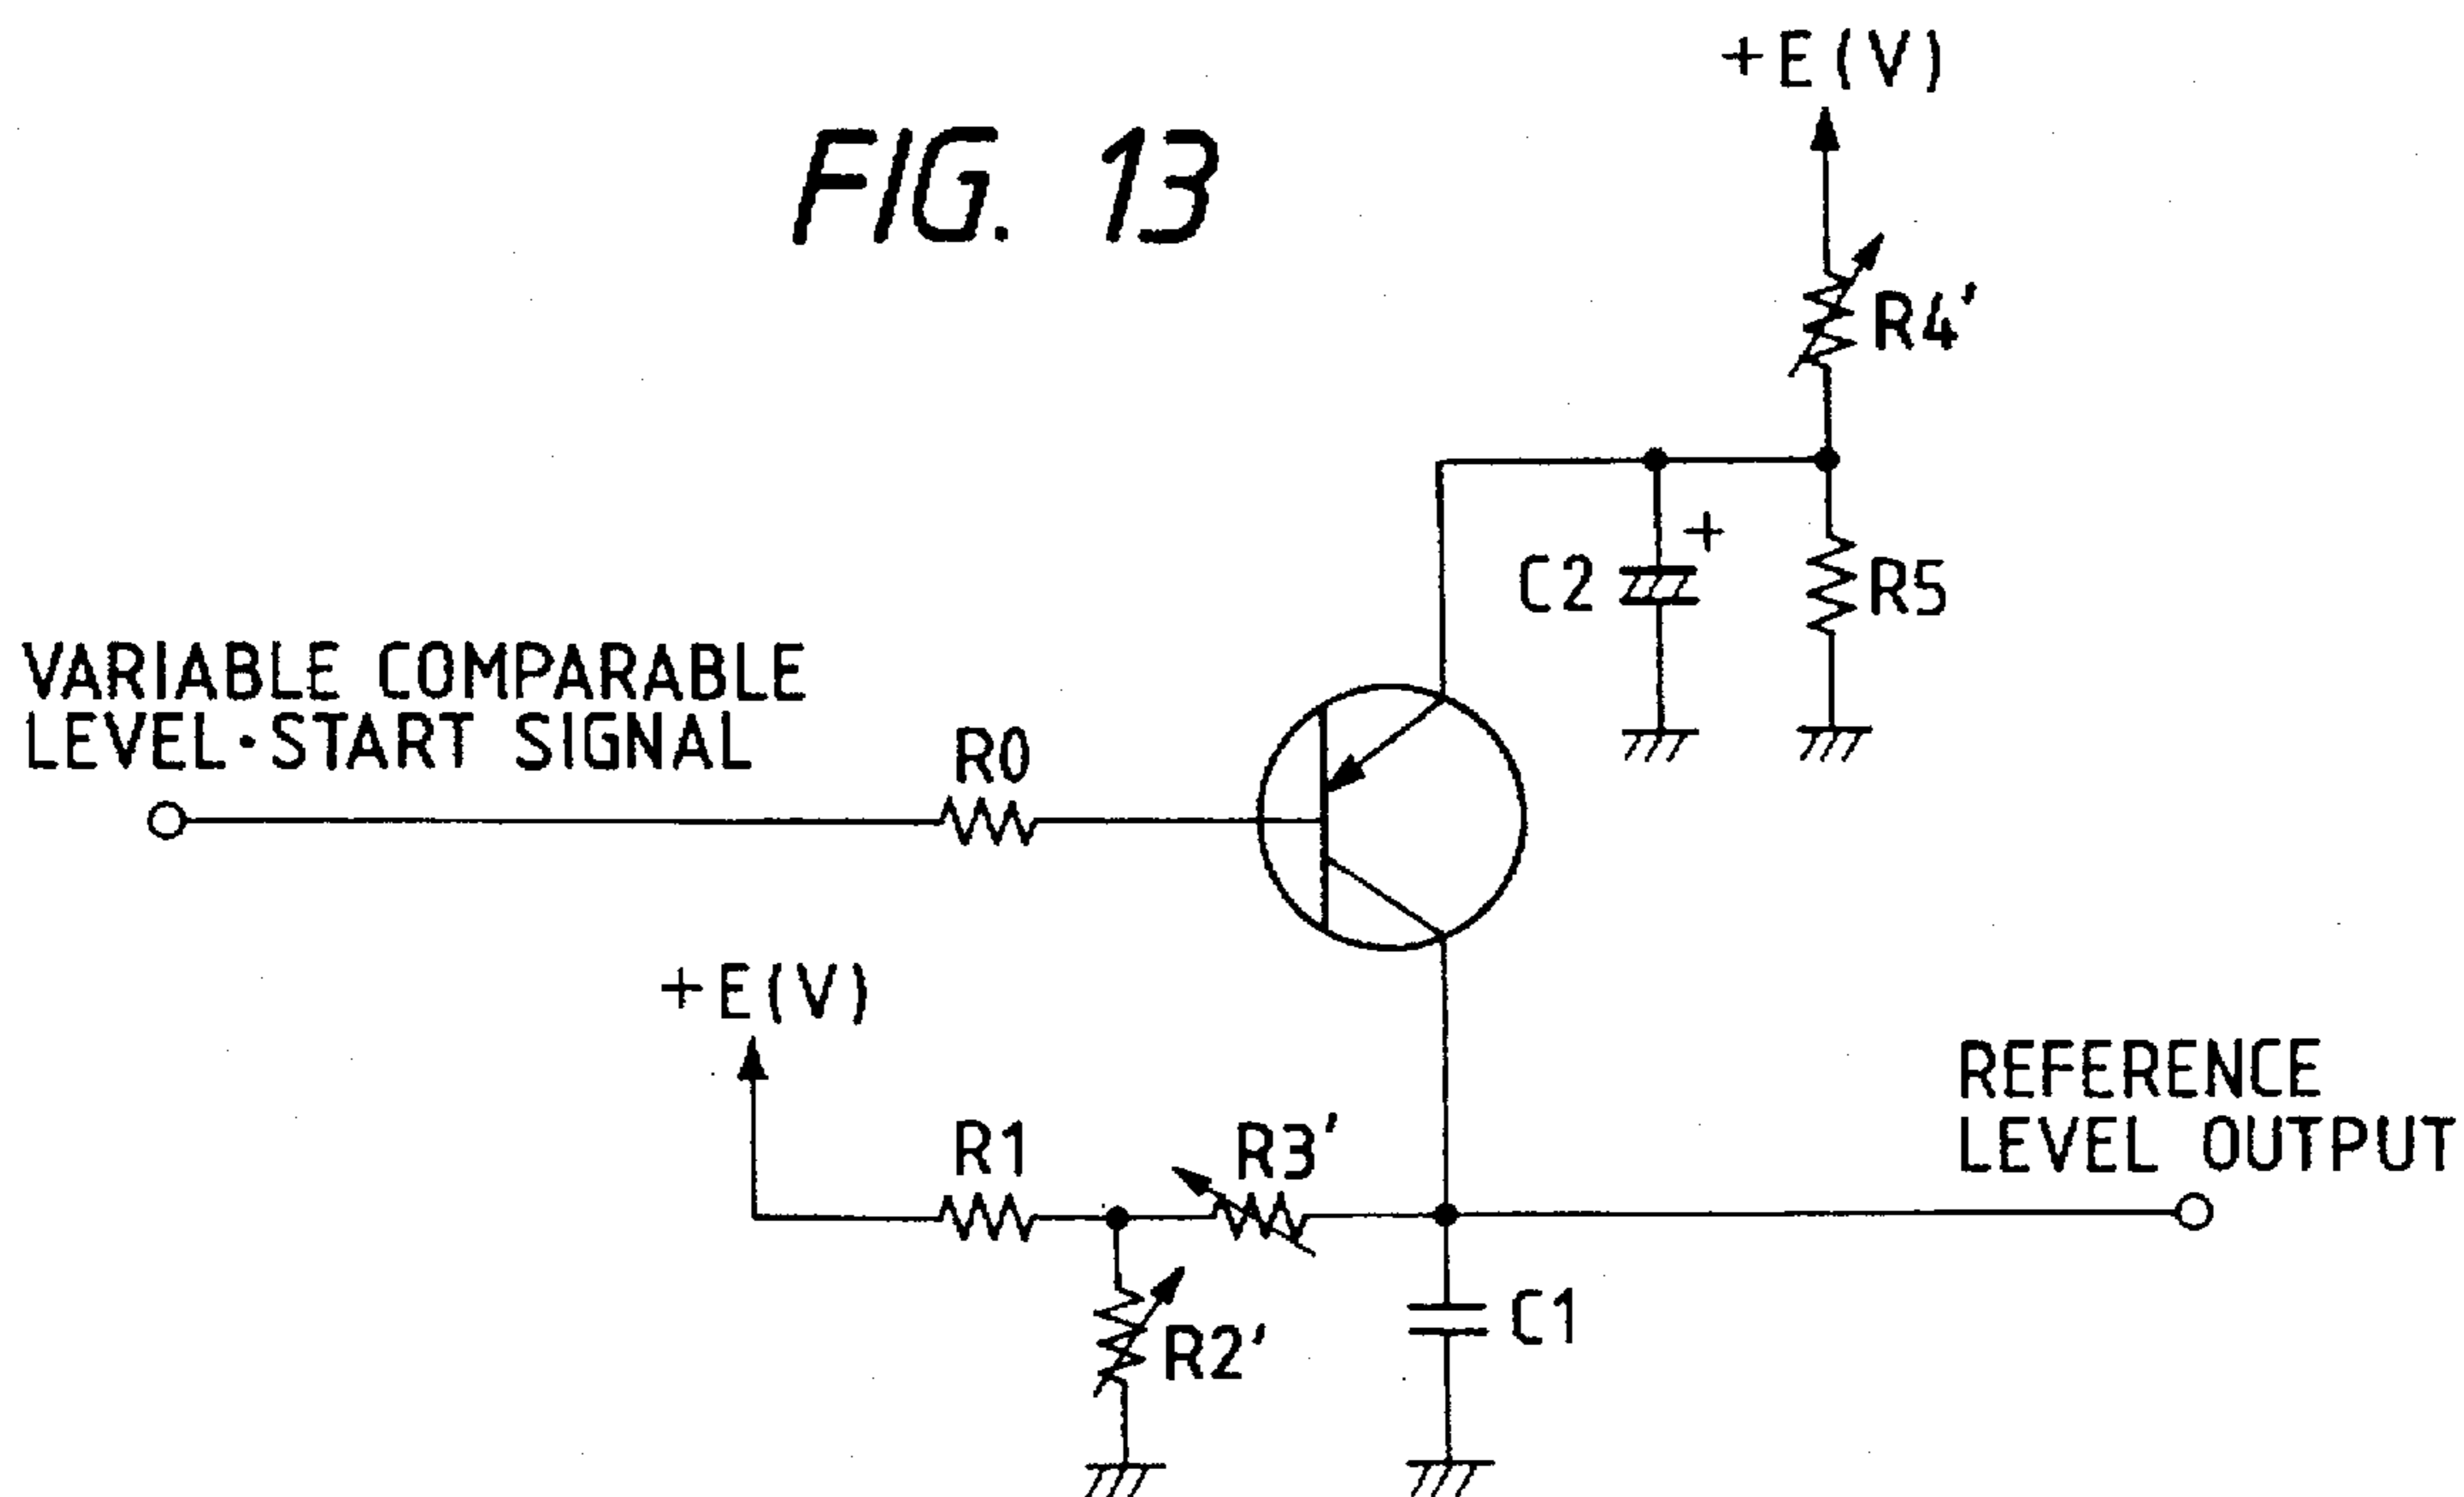 FIG. 13
+E(V)
R4'
+
C2
R5
VARIABLE COMPARABLE
LEVEL·START SIGNAL
R0
+E(V)
R1
R3'
REFERENCE
LEVEL OUTPUT
R2'
C1